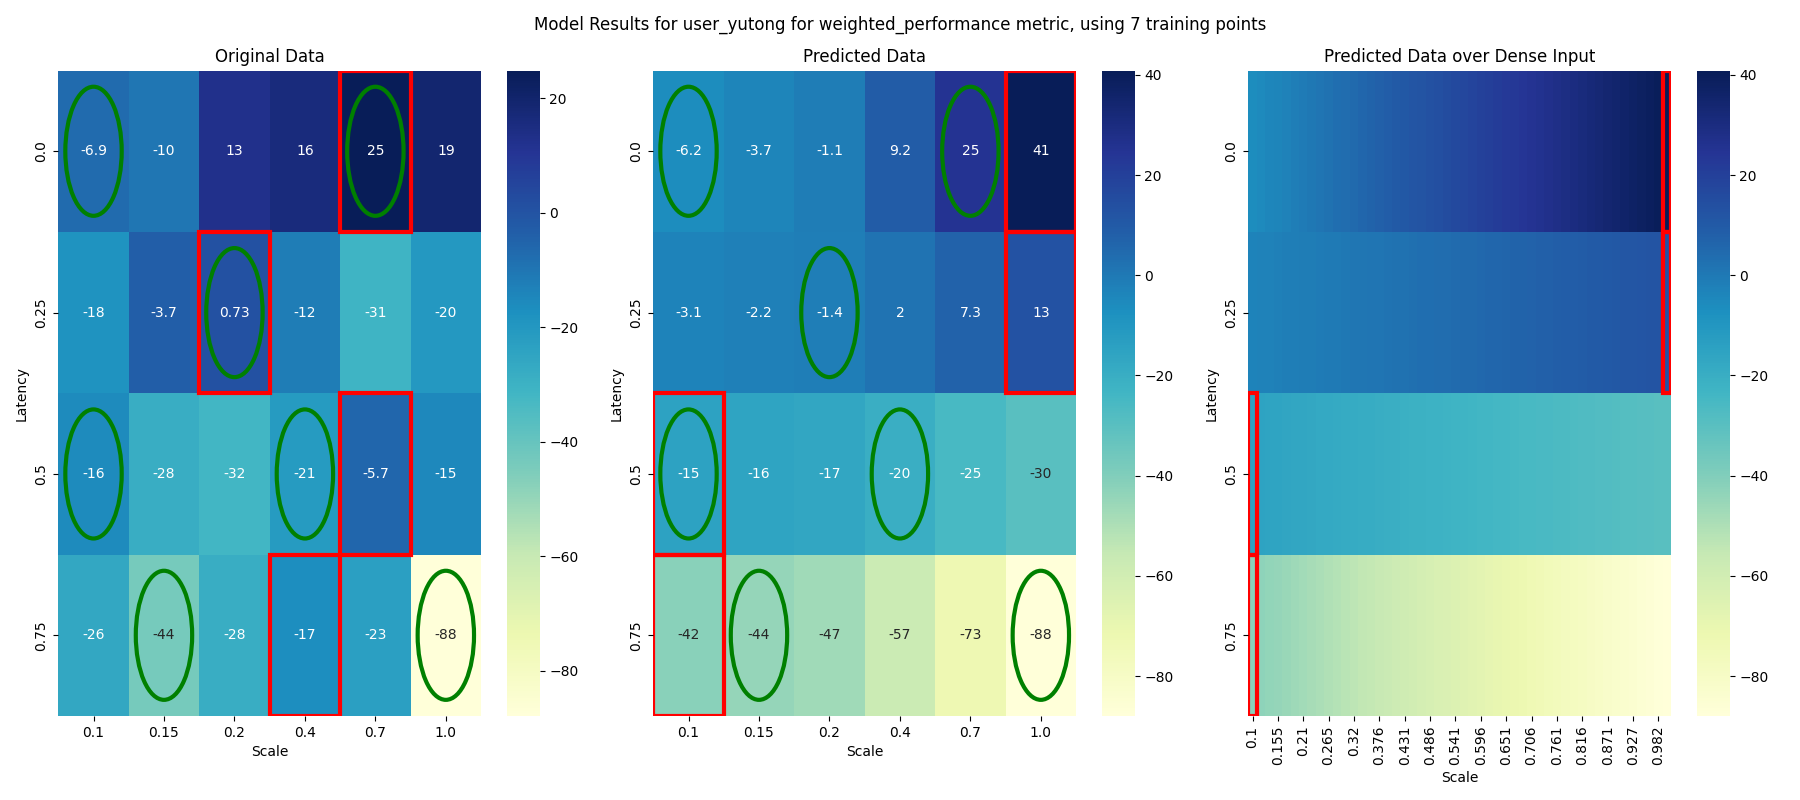 Model Results for user_yutong for weighted_performance metric, using 7 training points
Original Data
0.0 -6.9 -10 13 16 25 19
0.25 -18 -3.7 0.73 -12 -31 -20
0.5 -16 -28 -32 -21 -5.7 -15
0.75 -26 -44 -28 -17 -23 -88
Latency
0.1 0.15 0.2 0.4 0.7 1.0
Scale
20
0
−20
−40
−60
−80
Predicted Data
0.0 -6.2 -3.7 -1.1 9.2 25 41
0.25 -3.1 -2.2 -1.4 2 7.3 13
0.5 -15 -16 -17 -20 -25 -30
0.75 -42 -44 -47 -57 -73 -88
Latency
0.1 0.15 0.2 0.4 0.7 1.0
Scale
40
20
0
−20
−40
−60
−80
Predicted Data over Dense Input
0.0
0.25
0.5
0.75
Latency
0.1 0.155 0.21 0.265 0.32 0.376 0.431 0.486 0.541 0.596 0.651 0.706 0.761 0.816 0.871 0.927 0.982
Scale
40
20
0
−20
−40
−60
−80